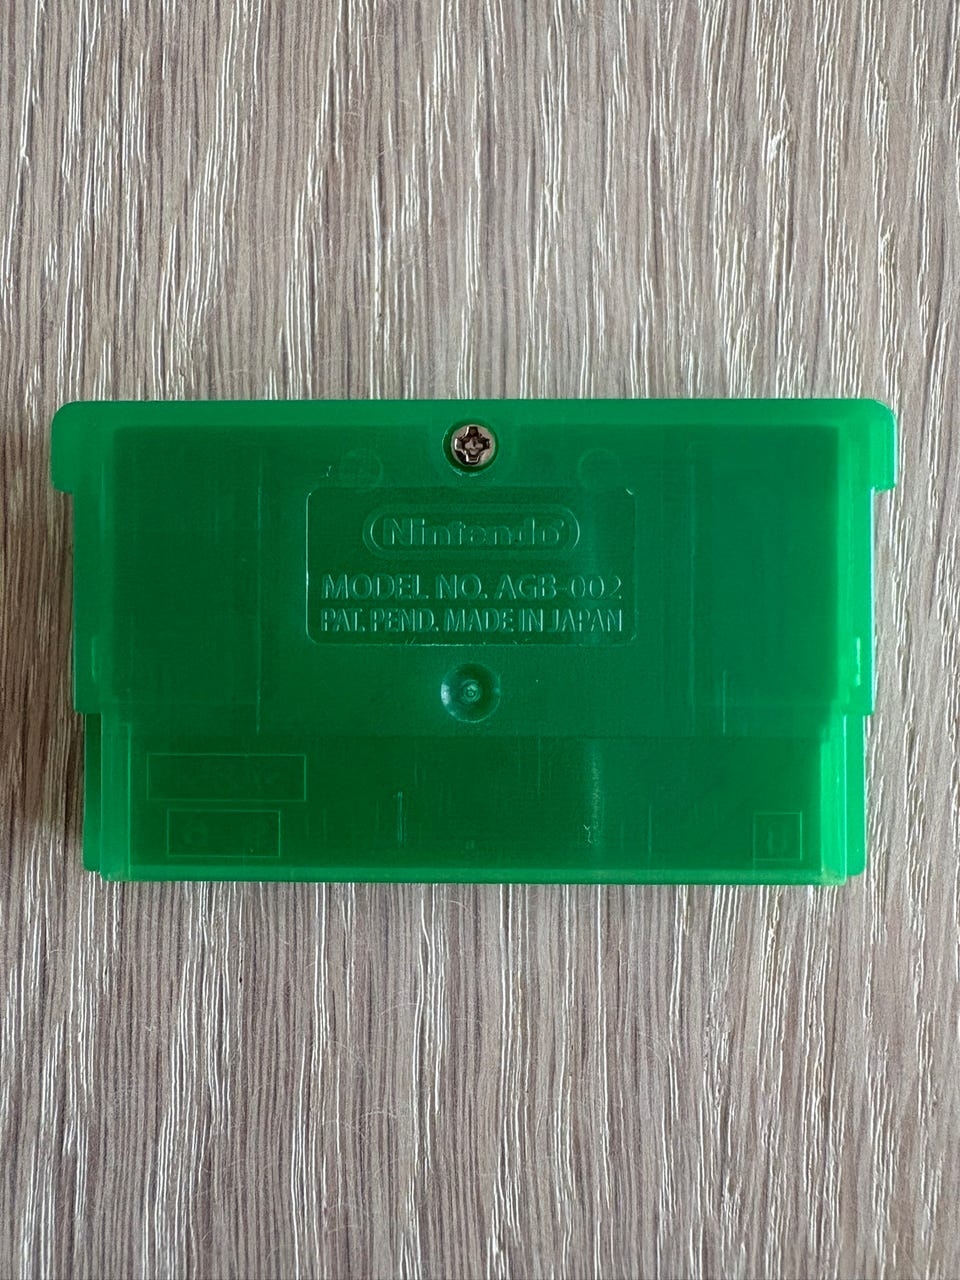 Nintendo
MODEL NO. AGB-002
PAT. PEND. MADE IN JAPAN